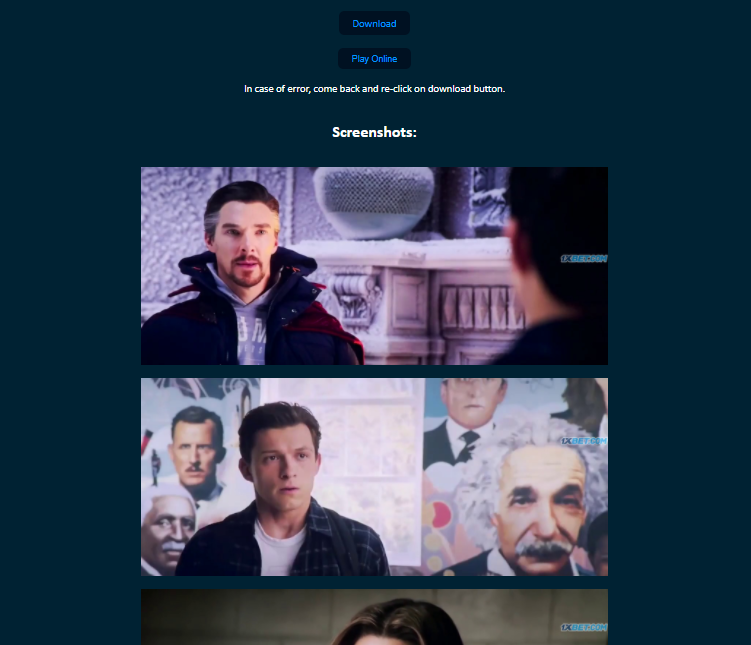 Download
Play Online
In case of error, come back and re-click on download button.
Screenshots:
1XBET.COM
1XBET.COM
1XBET.COM